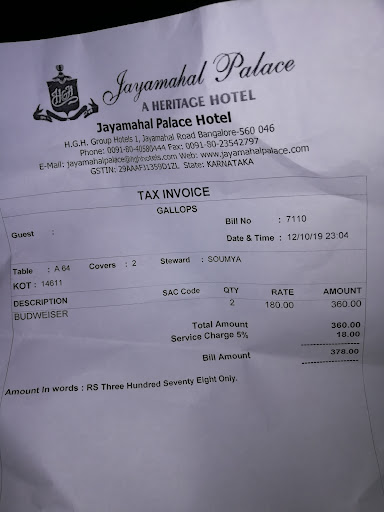 HGH
Jayamahal Palace
A HERITAGE HOTEL
Jayamahal Palace Hotel
H.G.H. Group Hotels 1, Jayamahal Road Bangalore-560 046
Phone: 0091-80-40580444 Fax: 0091-80-23542797
E-Mail: jayamahalpalace@hghhotels.com Web: www.jayamahalpalace.com
GSTIN: 29AAAFJ1359D1ZL State: KARNATAKA
TAX INVOICE
GALLOPS
Guest : Bill No : 7110
Date & Time : 12/10/19 23:04
Table : A 64 Covers : 2 Steward : SOUMYA
KOT : 14611
DESCRIPTION SAC Code QTY RATE AMOUNT
BUDWEISER 2 180.00 360.00
Total Amount 360.00
Service Charge 5% 18.00
Bill Amount 378.00
Amount In words : RS Three Hundred Seventy Eight Only.